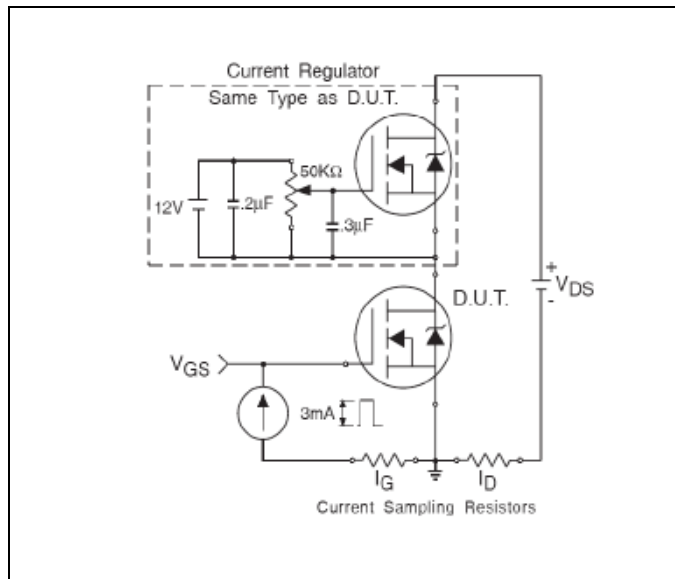 Current Regulator
Same Type as D.U.T.
50KΩ
12V
.2μF
.3μF
+
VDS
-
D.U.T.
VGS
3mA
IG
ID
Current Sampling Resistors